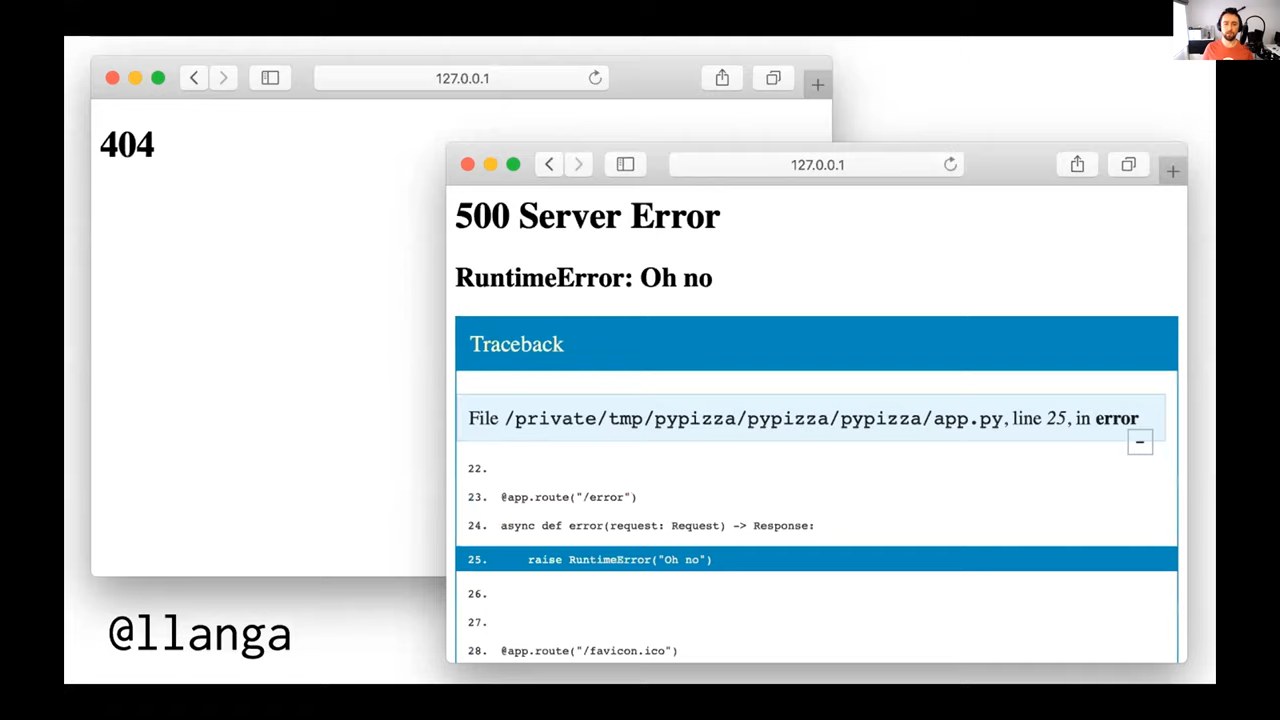 127.0.0.1
404
127.0.0.1
500 Server Error
RuntimeError: Oh no
Traceback
File /private/tmp/pypizza/pypizza/pypizza/app.py, line 25, in error
22.
23. @app.route("/error")
24. async def error(request: Request) -> Response:
25. raise RuntimeError("Oh no")
26.
27.
28. @app.route("/favicon.ico")
@llanga